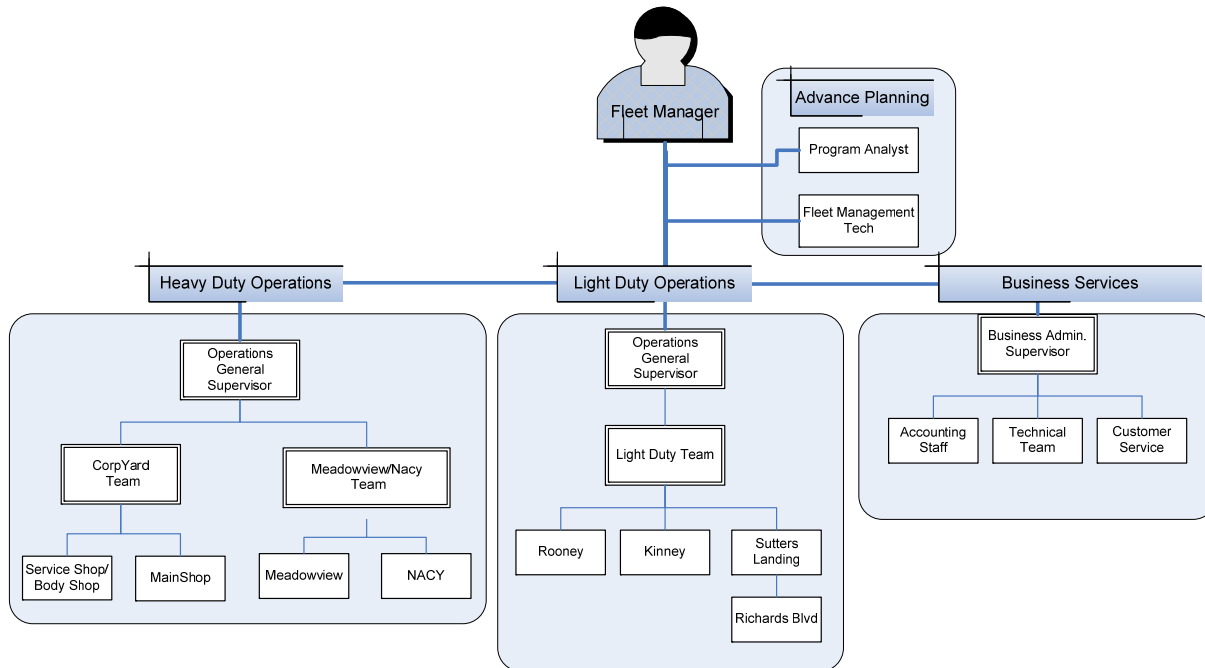 Fleet Manager
Advance Planning
Program Analyst
Fleet Management
Tech
Heavy Duty Operations
Light Duty Operations
Business Services
Operations
General
Supervisor
CorpYard
Team
Meadowview/Nacy
Team
Service Shop/
Body Shop
MainShop
Meadowview
NACY
Operations
General
Supervisor
Light Duty Team
Rooney
Kinney
Sutters
Landing
Richards Blvd
Business Admin.
Supervisor
Accounting
Staff
Technical
Team
Customer
Service